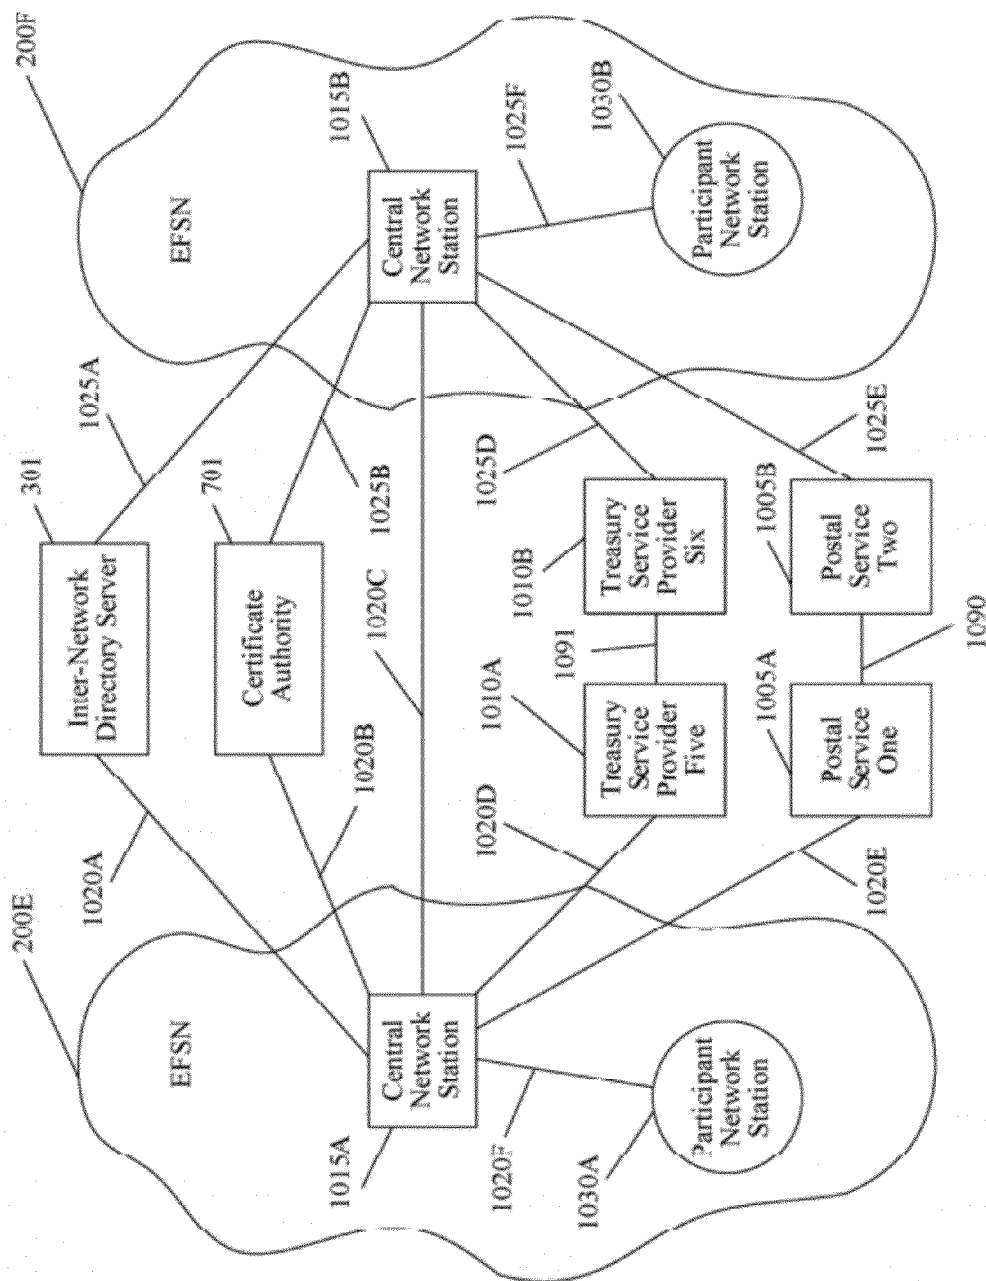 200E
1020A
301
1025A
200F
Inter-Network
Directory Server
EFSN
EFSN
701
Certificate
Authority
1020B
1025B
1015A
1015B
Central
Network
Station
Central
Network
Station
1020C
1020F
1020D
1010A
1091
1010B
1025D
1025F
1030A
1030B
Treasury
Service
Provider
Five
Treasury
Service
Provider
Six
Participant
Network
Station
Participant
Network
Station
1005A
1005B
Postal
Service
One
Postal
Service
Two
1020E
1025E
1090